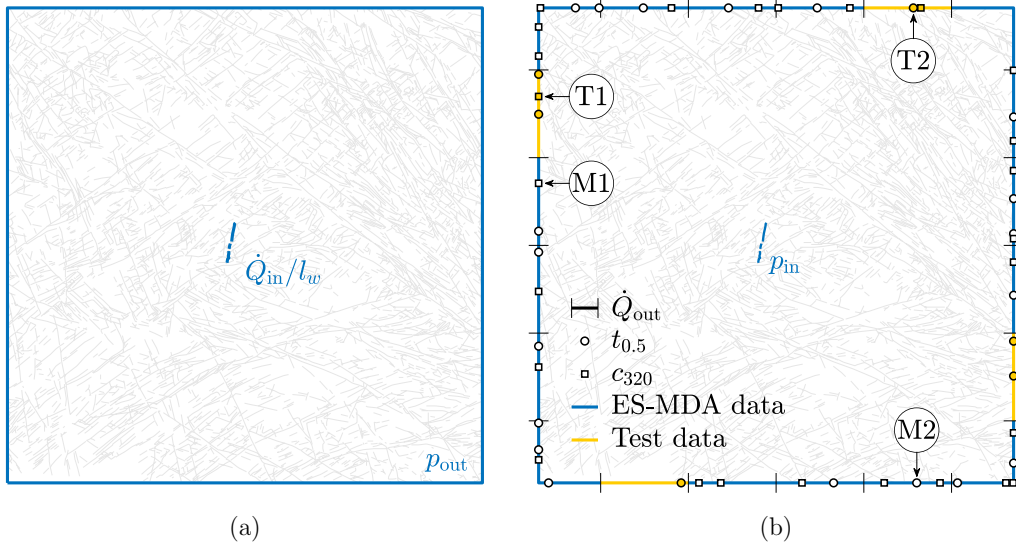 Q̇in/lw
pout
(a)
T1
T2
M1
pin
Q̇out
t0.5
c320
ES-MDA data
Test data
M2
(b)